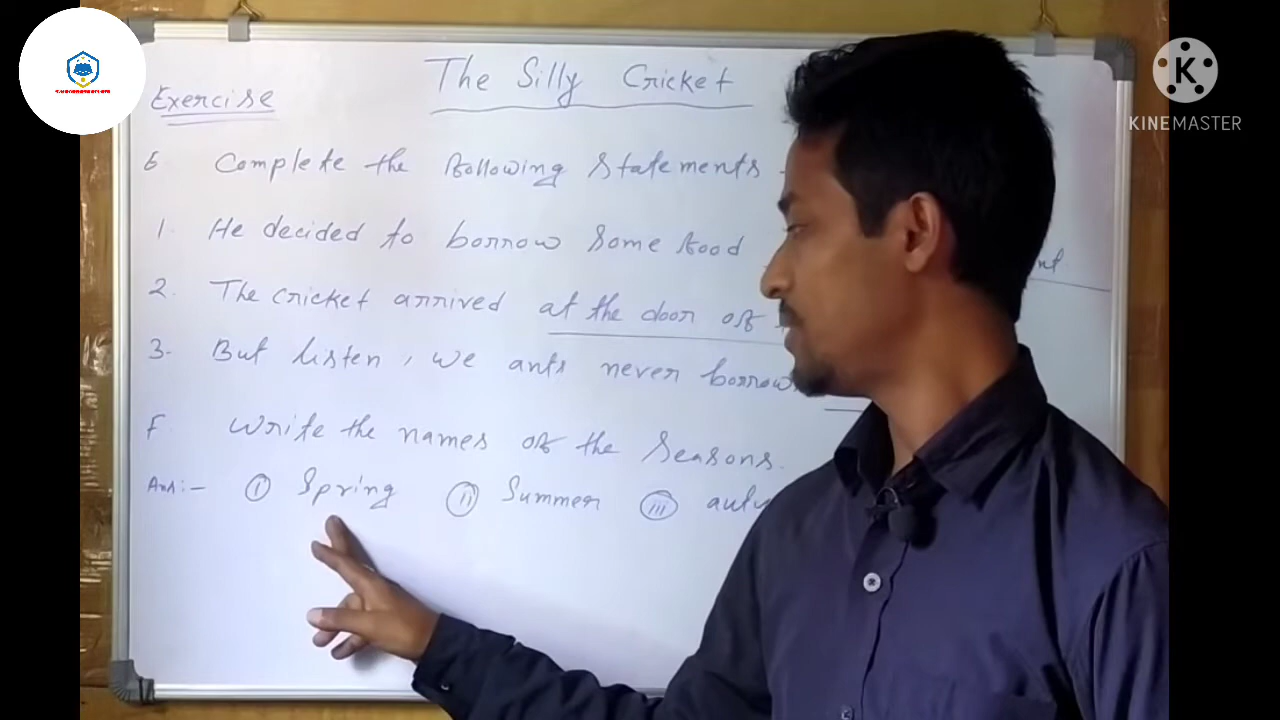 The Silly Cricket
Exercise
Complete the following statements
1. He decided to borrow some food
2. The cricket arrived at the door of
3. But listen, we ants never borrow
F. Write the names of the seasons.
Ans:- (i) Spring (ii) Summer (iii)
KINEMASTER